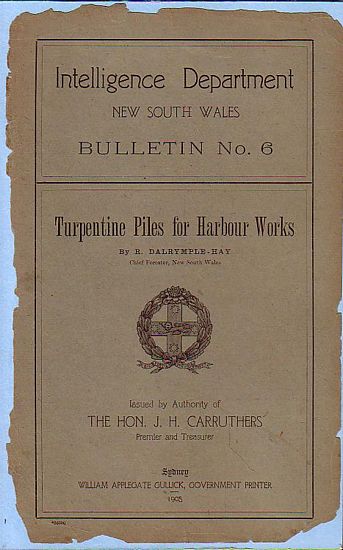 Intelligence Department
NEW SOUTH WALES
BULLETIN No. 6
Turpentine Piles for Harbour Works
By R. DALRYMPLE-HAY
Chief Forester, New South Wales
Issued by Authority of
THE HON. J. H. CARRUTHERS
Premier and Treasurer
Sydney
WILLIAM APPLEGATE GULLICK, GOVERNMENT PRINTER
1905